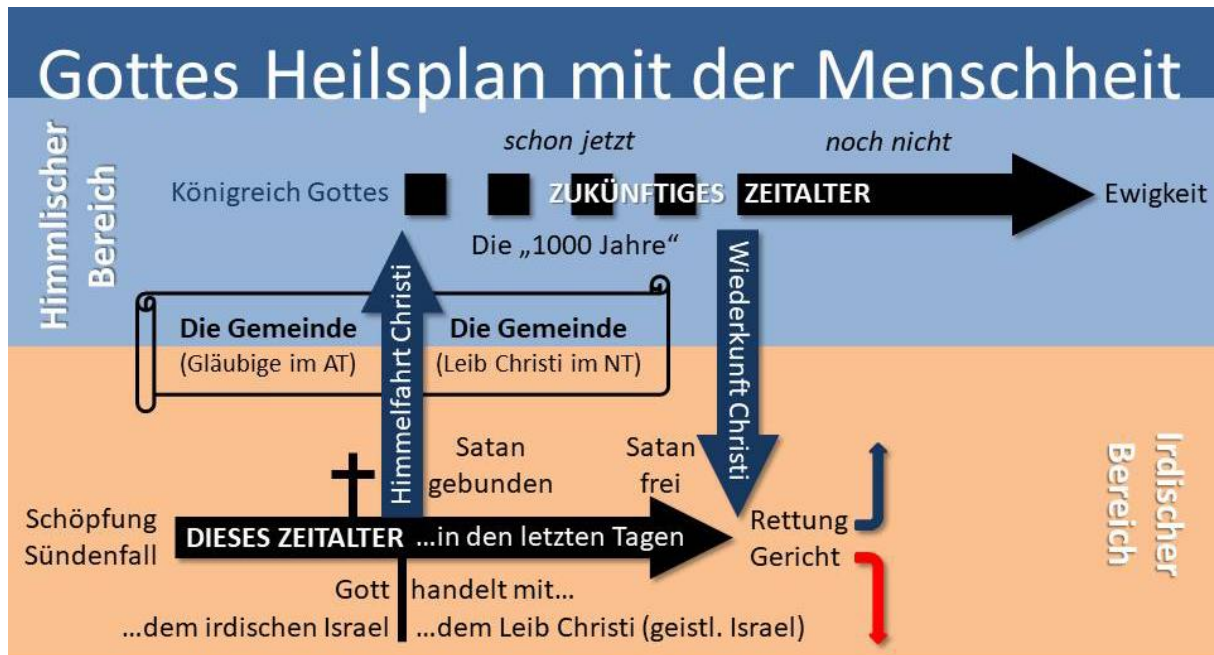 Gottes Heilsplan mit der Menschheit
Himmlischer
Bereich
schon jetzt
noch nicht
Königreich Gottes
ZUKÜNFTIGES ZEITALTER
Ewigkeit
Die „1000 Jahre“
Himmelfahrt Christi
Wiederkunft Christi
Die Gemeinde
(Gläubige im AT)
Die Gemeinde
(Leib Christi im NT)
Irdischer
Bereich
Satan
gebunden
Satan
frei
Schöpfung
Sündenfall
DIESES ZEITALTER ...in den letzten Tagen
Rettung
Gericht
Gott handelt mit...
...dem irdischen Israel ...dem Leib Christi (geistl. Israel)